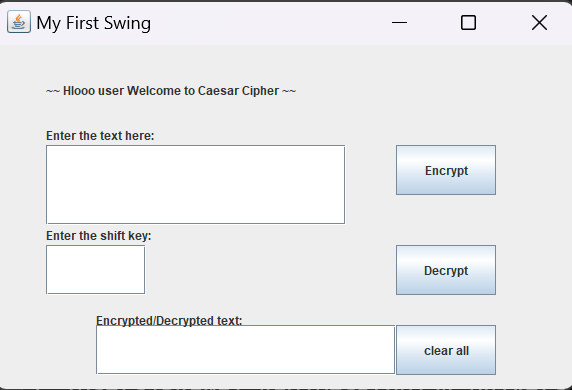 My First Swing
~~ Hlooo user Welcome to Caesar Cipher ~~
Enter the text here:
Encrypt
Enter the shift key:
Decrypt
Encrypted/Decrypted text:
clear all